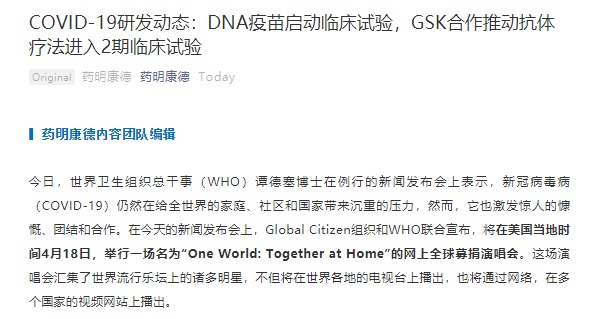 COVID-19研发动态：DNA疫苗启动临床试验，GSK合作推动抗体
疗法进入2期临床试验
Original 药明康德 药明康德 Today
药明康德内容团队编辑
今日，世界卫生组织总干事（WHO）谭德塞博士在例行的新闻发布会上表示，新冠病毒病
（COVID-19）仍然在给全世界的家庭、社区和国家带来沉重的压力，然而，它也激发惊人的慷
慨、团结和合作。在今天的新闻发布会上，Global Citizen组织和WHO联合宣布，将在美国当地时
间4月18日，举行一场名为“One World: Together at Home”的网上全球募捐演唱会。这场演
唱会汇集了世界流行乐坛上的诸多明星，不但将在世界各地的电视台上播出，也将通过网络，在多
个国家的视频网站上播出。